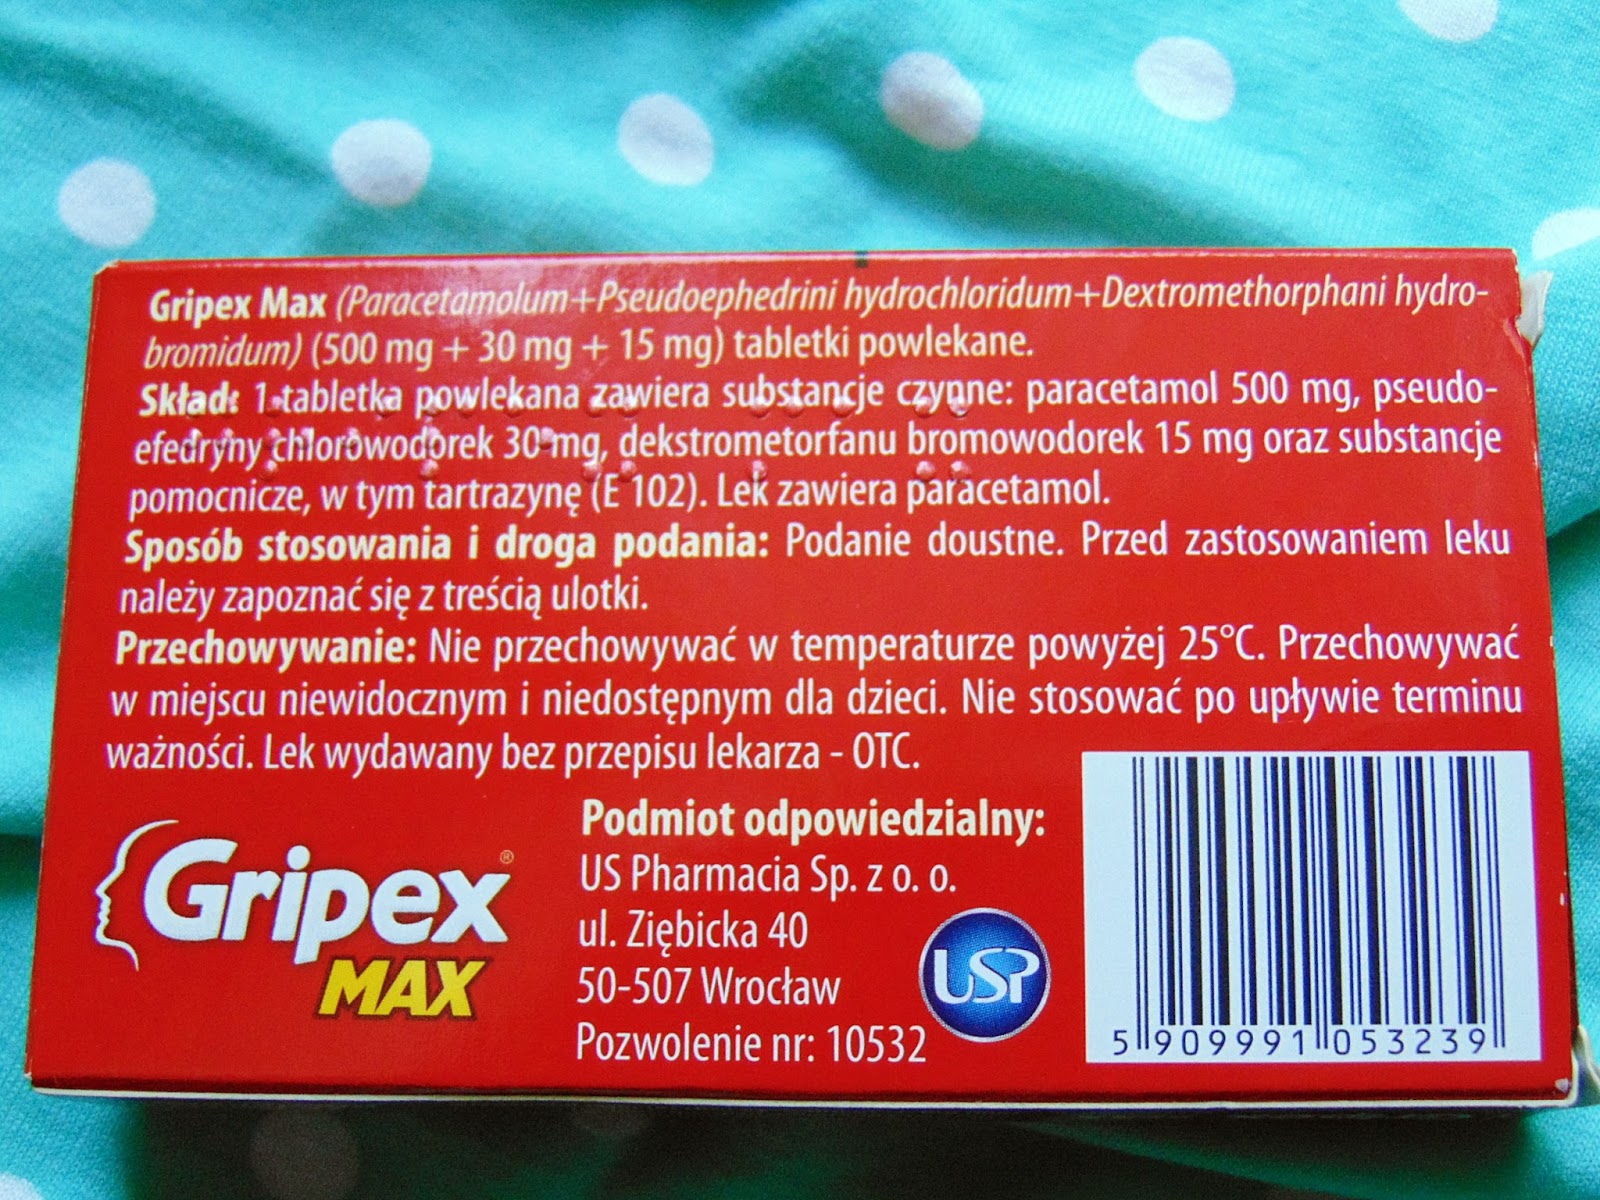 Gripex Max (Paracetamolum+Pseudoephedrini hydrochloridum+Dextromethorphani hydro-
bromidum) (500 mg + 30 mg + 15 mg) tabletki powlekane.
Skład: 1 tabletka powlekana zawiera substancje czynne: paracetamol 500 mg, pseudo-
efedryny chlorowodorek 30 mg, dekstrometorfanu bromowodorek 15 mg oraz substancje
pomocnicze, w tym tartrazynę (E 102). Lek zawiera paracetamol.
Sposób stosowania i droga podania: Podanie doustne. Przed zastosowaniem leku
należy zapoznać się z treścią ulotki.
Przechowywanie: Nie przechowywać w temperaturze powyżej 25°C. Przechowywać
w miejscu niewidocznym i niedostępnym dla dzieci. Nie stosować po upływie terminu
ważności. Lek wydawany bez przepisu lekarza - OTC.
Gripex®
MAX
Podmiot odpowiedzialny:
US Pharmacia Sp. z o. o.
ul. Ziębicka 40
50-507 Wrocław
Pozwolenie nr: 10532
USP
5 909991 053239